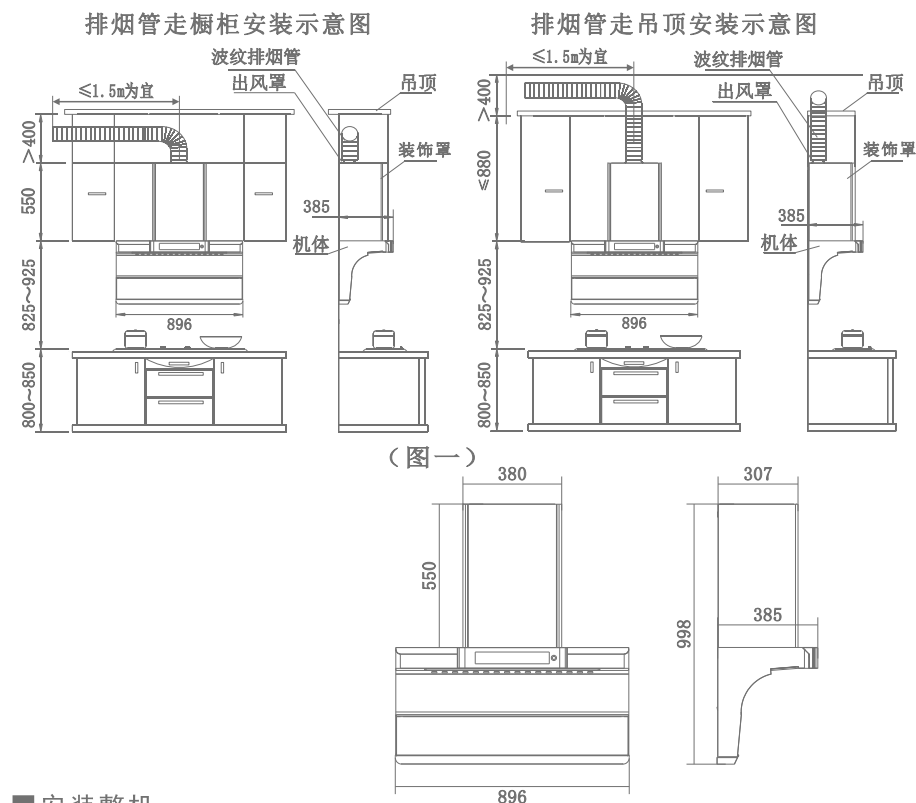 排烟管走橱柜安装示意图
波纹排烟管
≤1.5m为宜
出风罩
吊顶
>400
装饰罩
550
385
机体
825~925
896
800~850
排烟管走吊顶安装示意图
≤1.5m为宜
波纹排烟管
>400
出风罩
吊顶
≤880
装饰罩
385
机体
825~925
896
800~850
（图一）
380
307
550
385
998
896
■安装整机